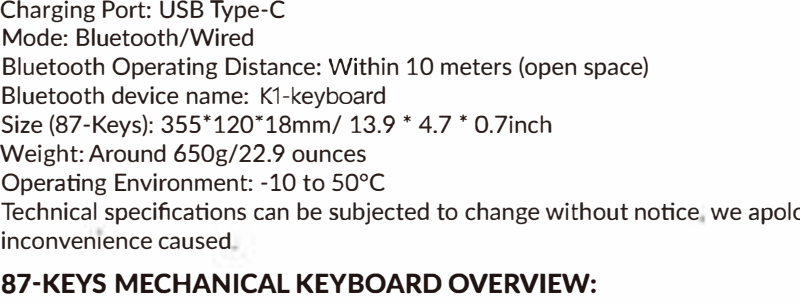 Charging Port: USB Type-C
Mode: Bluetooth/Wired
Bluetooth Operating Distance: Within 10 meters (open space)
Bluetooth device name: K1-keyboard
Size (87-Keys): 355*120*18mm/ 13.9 * 4.7 * 0.7inch
Weight: Around 650g/22.9 ounces
Operating Environment: -10 to 50°C
Technical specifications can be subjected to change without notice, we
inconvenience caused.
87-KEYS MECHANICAL KEYBOARD OVERVIEW: